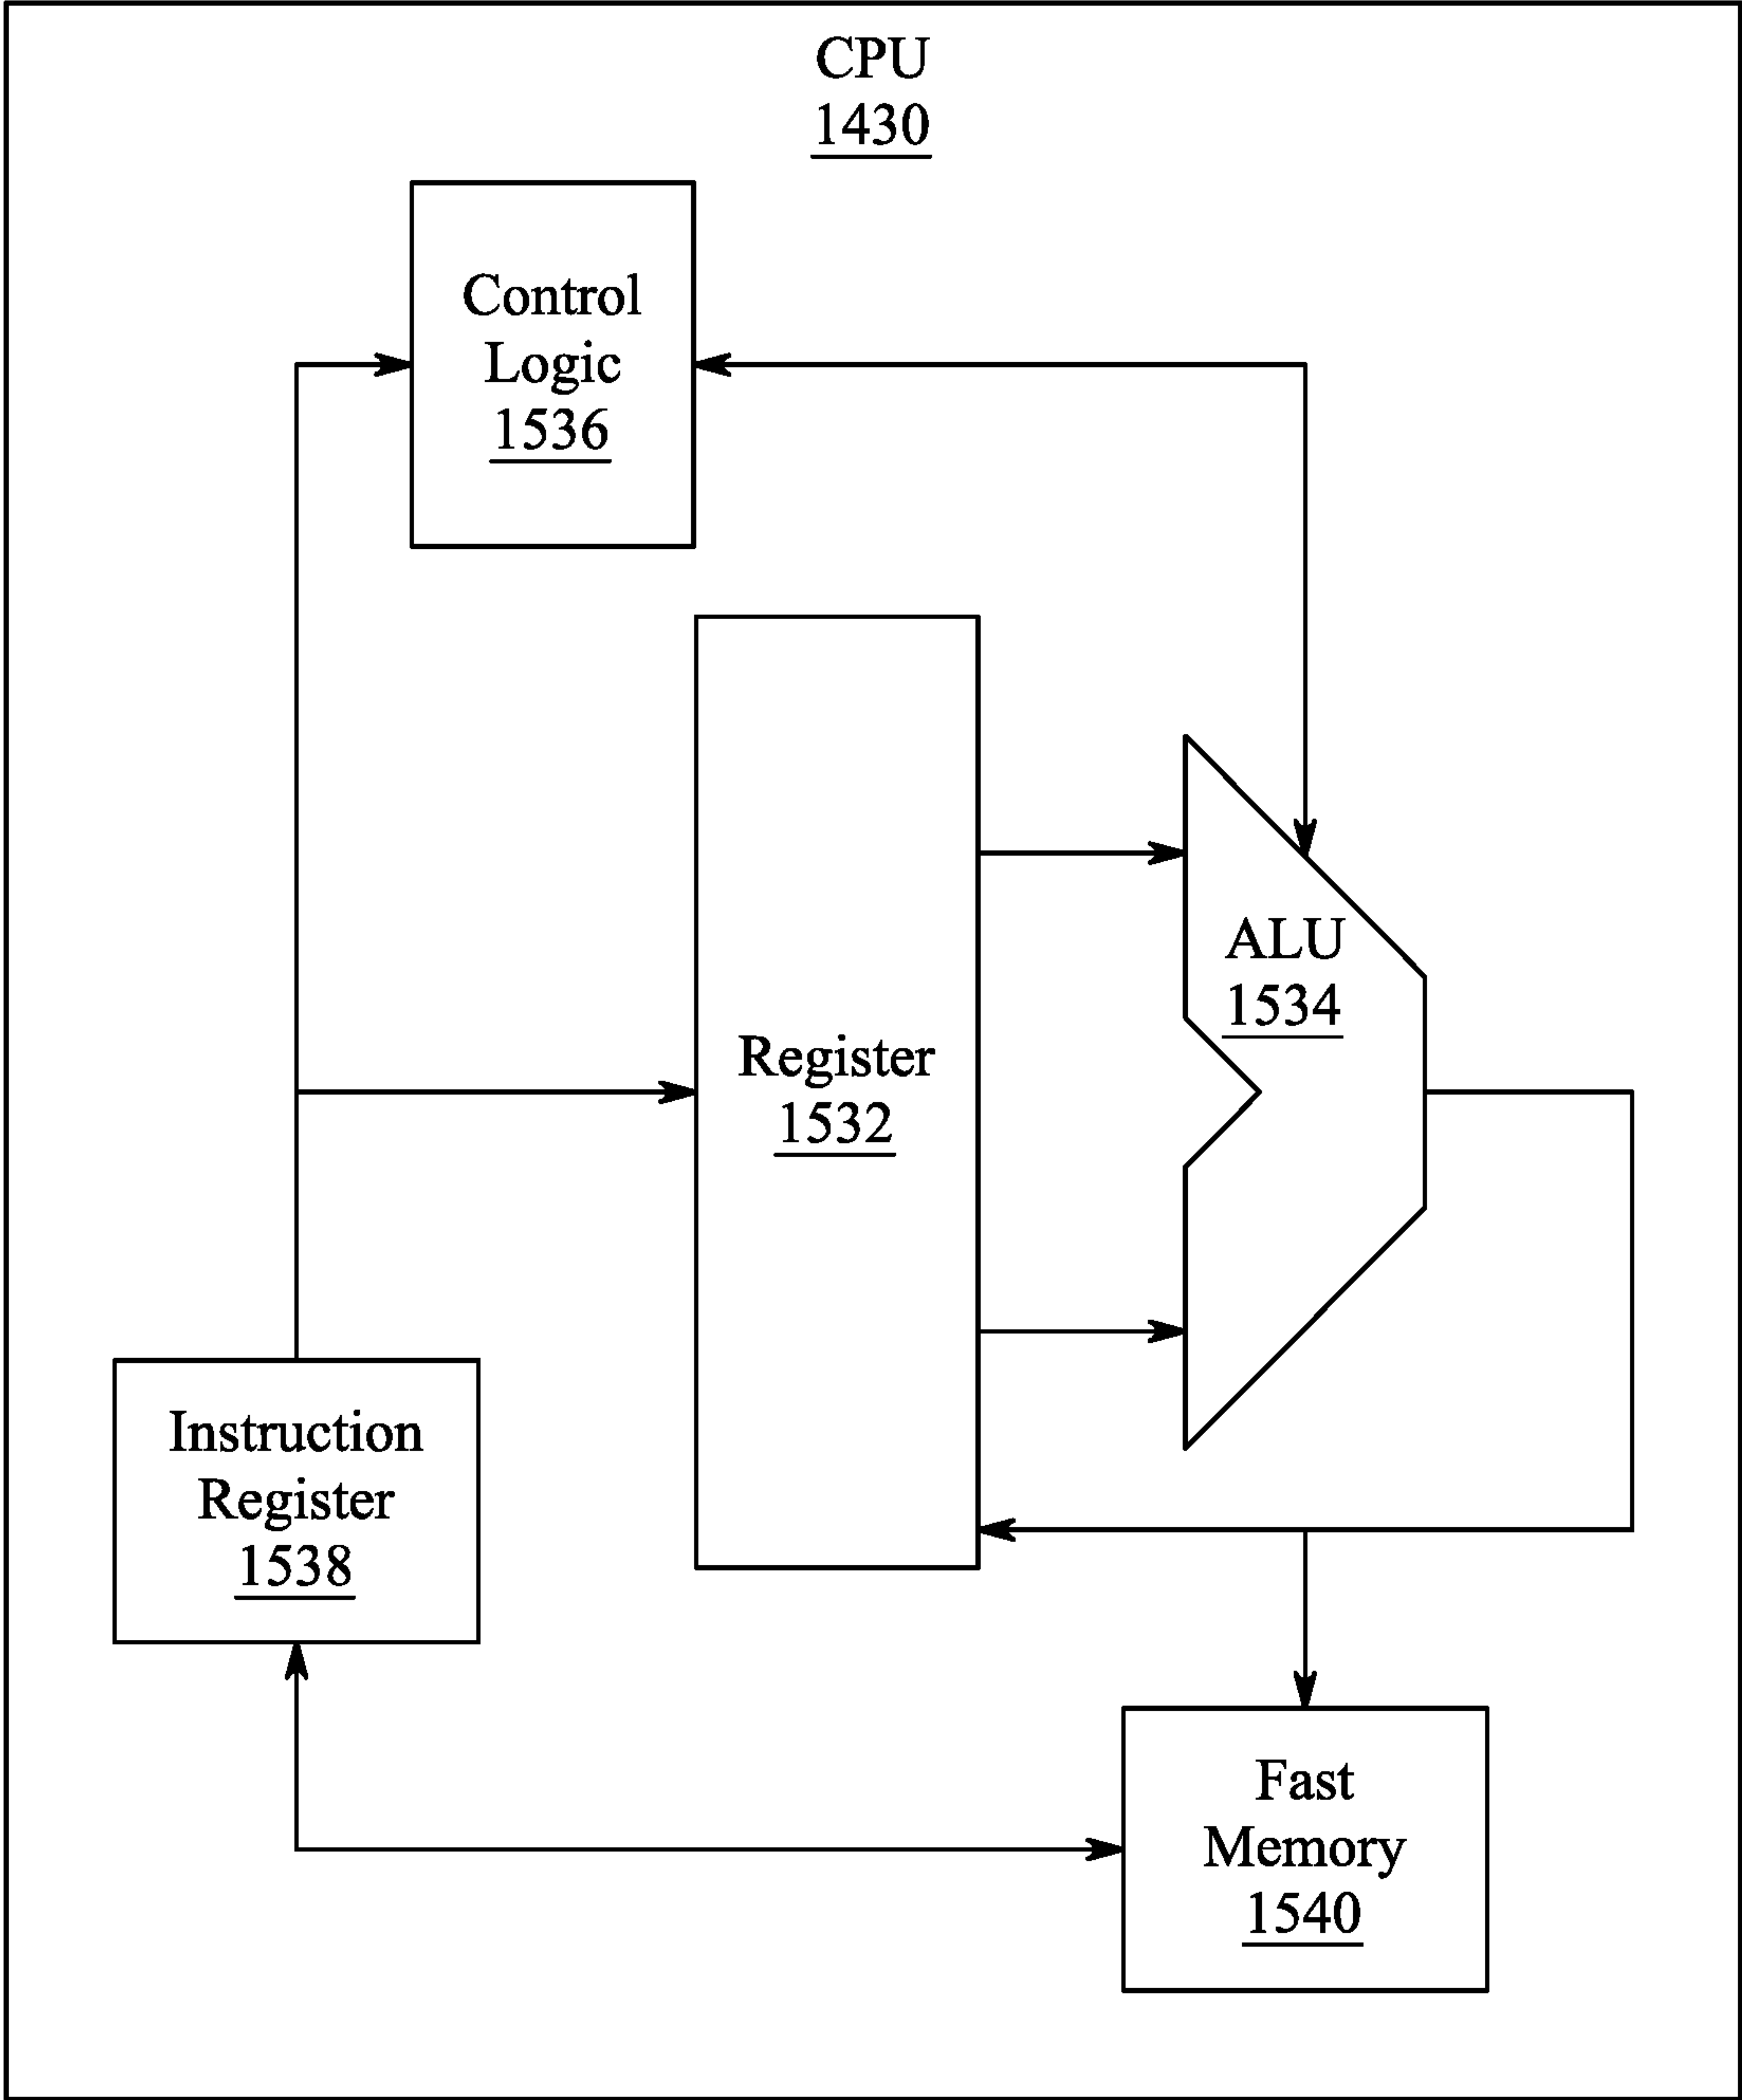 CPU
1430
Control
Logic
1536
ALU
1534
Register
1532
Instruction
Register
1538
Fast
Memory
1540